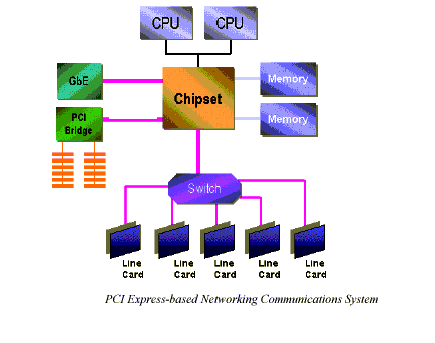 CPU CPU
GbE
Chipset
Memory
PCI
Bridge
Memory
Switch
Line Line Line Line Line
Card Card Card Card Card
PCI Express-based Networking Communications System